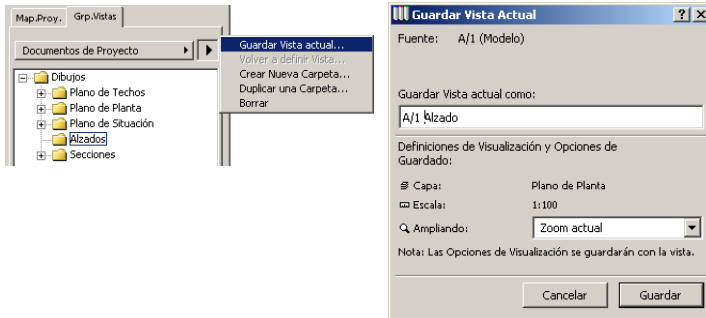 Map.Proy.
Grp.Vistas
Documentos de Proyecto
Dibujos
Plano de Techos
Plano de Planta
Plano de Situación
Alzados
Secciones
Guardar Vista actual...
Volver a definir Vista...
Crear Nueva Carpeta...
Duplicar una Carpeta...
Borrar
Guardar Vista Actual
Fuente: A/1 (Modelo)
Guardar Vista actual como:
A/1 Alzado
Definiciones de Visualización y Opciones de
Guardado:
Capa: Plano de Planta
Escala: 1:100
Ampliando: Zoom actual
Nota: Las Opciones de Visualización se guardarán con la vista.
Cancelar
Guardar